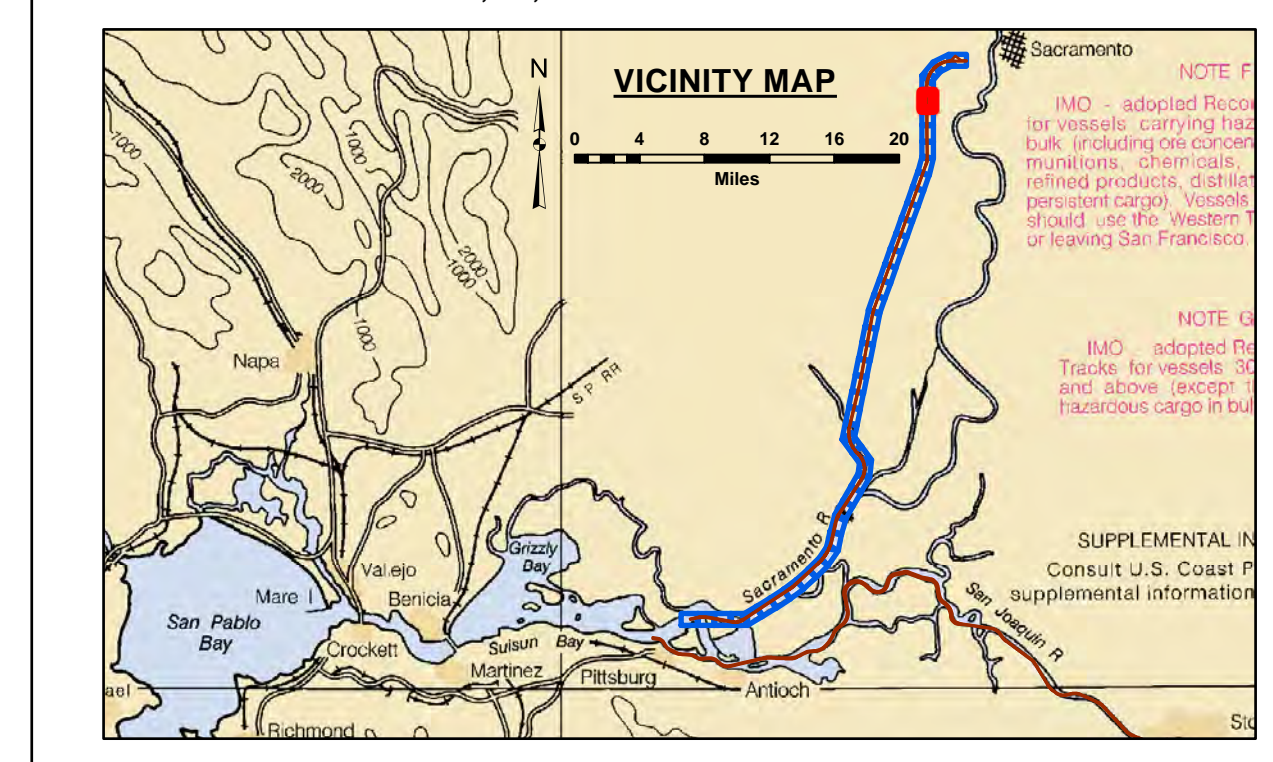 VICINITY MAP
N
0 4 8 12 16 20
Miles
Sacramento
NOTE F
IMO - adopted Recor
for vessels carrying haz
bulk (including ore concen
munitions, chemicals,
refined products, distillat
persistent cargo). Vessels
should use the Western T
or leaving San Francisco.
NOTE G
IMO - adopted Re
Tracks for vessels 30
and above (except t
hazardous cargo in bul
SUPPLEMENTAL IN
Consult U.S. Coast P
supplemental information
1000
1000
2000
2000
1000
1000
Napa
S P RR
Grizzly
Bay
Sacramento R
San Joaquin R
Vallejo
Mare I
Benicia
San Pablo
Bay
Crockett
Suisun Bay
Martinez
Pittsburg
Antioch
ael
Richmond
Sto